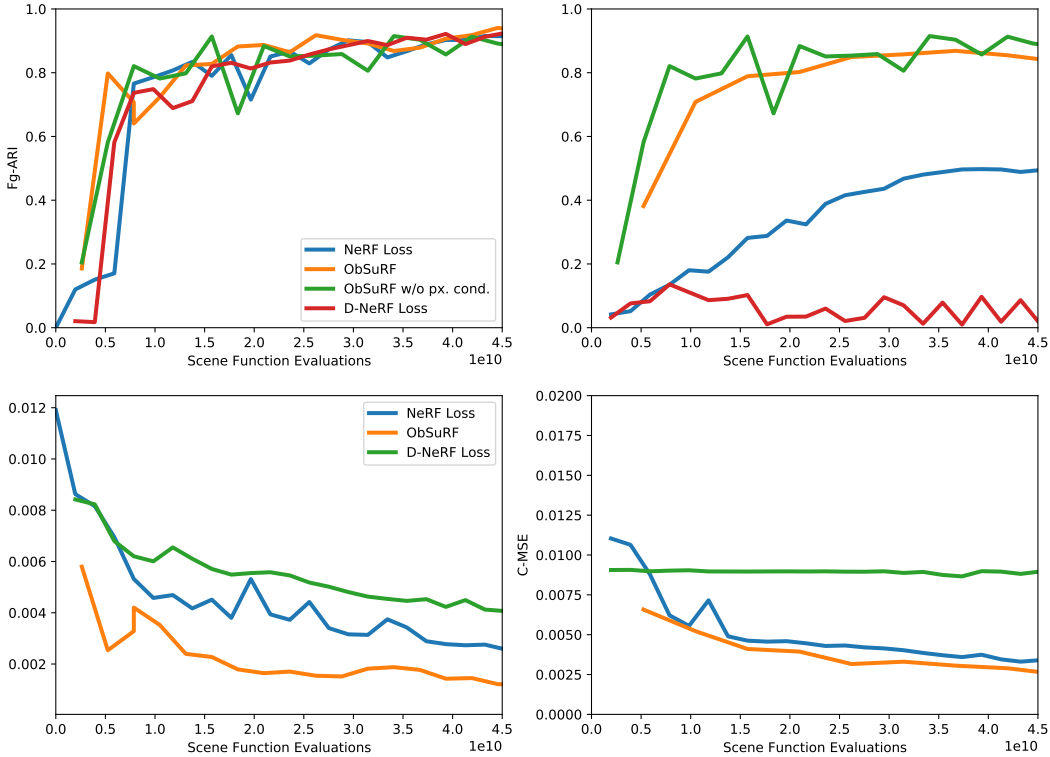 1.0
0.8
0.6
0.4
0.2
0.0
Fg-ARI
NeRF Loss
ObSuRF
ObSuRF w/o px. cond.
D-NeRF Loss
0.0 0.5 1.0 1.5 2.0 2.5 3.0 3.5 4.0 4.5
Scene Function Evaluations
1e10
1.0
0.8
0.6
0.4
0.2
0.0
0.0 0.5 1.0 1.5 2.0 2.5 3.0 3.5 4.0 4.5
Scene Function Evaluations
1e10
0.012
0.010
0.008
0.006
0.004
0.002
NeRF Loss
ObSuRF
D-NeRF Loss
0.0 0.5 1.0 1.5 2.0 2.5 3.0 3.5 4.0 4.5
Scene Function Evaluations
1e10
0.0200
0.0175
0.0150
0.0125
0.0100
0.0075
0.0050
0.0025
0.0000
C-MSE
0.0 0.5 1.0 1.5 2.0 2.5 3.0 3.5 4.0 4.5
Scene Function Evaluations
1e10